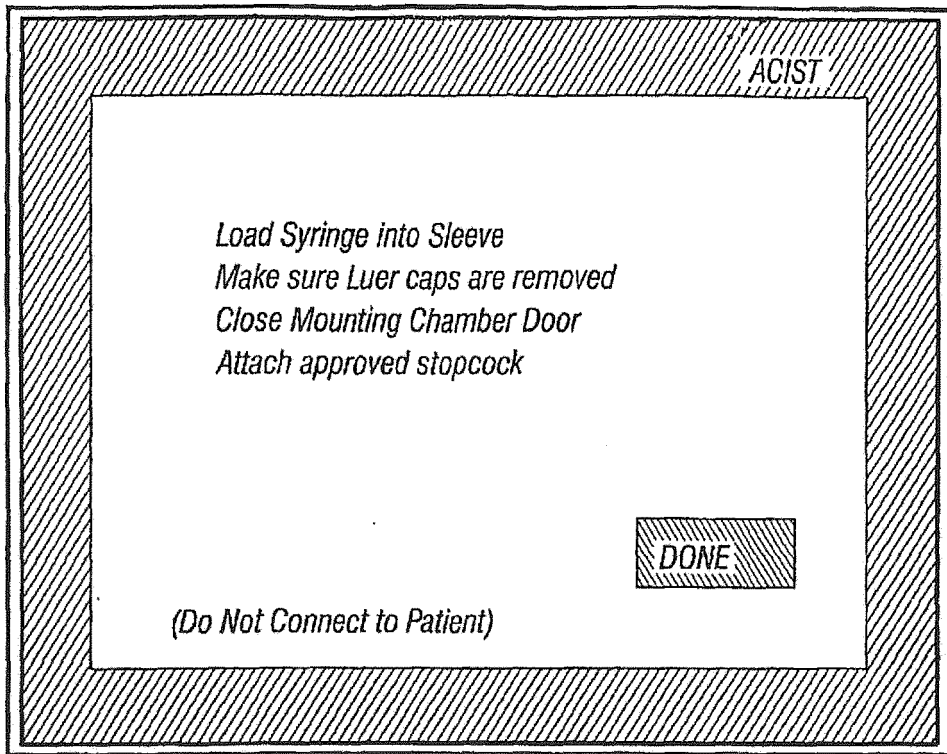 ACIST
Load Syringe into Sleeve
Make sure Luer caps are removed
Close Mounting Chamber Door
Attach approved stopcock
DONE
(Do Not Connect to Patient)